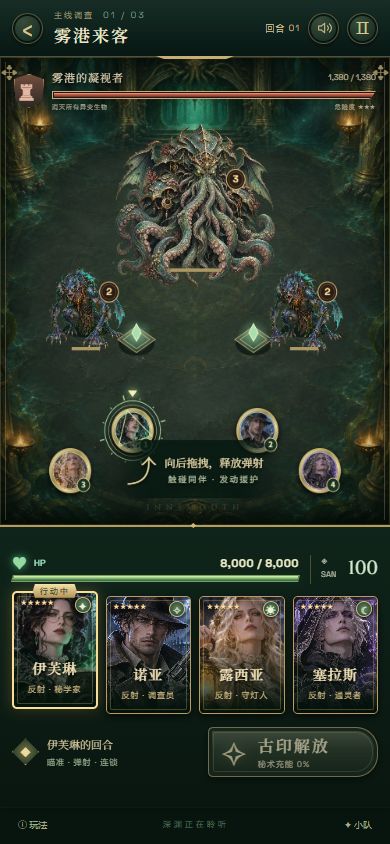 主线调查 01 / 03
雾港来客
回合 01
雾港的凝视者
1,380 / 1,380
遮天所有异变生物
危险度 ★★★
3
2
2
1
2
3
4
向后拖拽，释放弹射
触碰同伴 · 发动援护
INNSMOUTH
HP
8,000 / 8,000
SAN
100
行动中
★★★★★
伊芙琳
反射 · 秘学家
★★★★★
诺亚
反射 · 调查员
★★★★★
露西亚
反射 · 守灯人
★★★★★
塞拉斯
反射 · 通灵者
伊芙琳的回合
瞄准 · 弹射 · 连锁
古印解放
秘术充能 0%
玩法
深渊正在聆听
小队